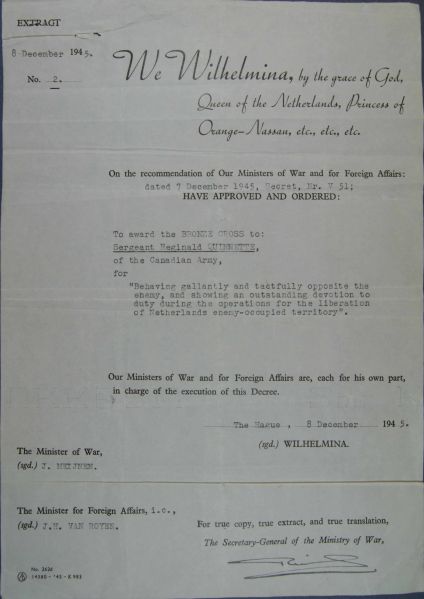 EXTRACT
8 December 1945.
No. 2.
We Wilhelmina, by the grace of God,
Queen of the Netherlands, Princess of
Orange-Nassau, etc., etc., etc.
On the recommendation of Our Ministers of War and for Foreign Affairs:
dated 7 December 1945, Secret, Nr. V 51;
HAVE APPROVED AND ORDERED:
To award the BRONZE CROSS to:
Sergeant Reginald QUINNETTE,
of the Canadian Army,
for
"Behaving gallantly and tactfully opposite the
enemy, and showing an outstanding devotion to
duty during the operations for the liberation
of Netherlands enemy-occupied territory".
Our Ministers of War and for Foreign Affairs are, each for his own part,
in charge of the execution of this Decree.
The Hague, 8 December 1945.
(sgd.) WILHELMINA.
The Minister of War,
(sgd.) J. MEIJNEN.
The Minister for Foreign Affairs, i.c.,
(sgd.) J.H. VAN ROYEN.
For true copy, true extract, and true translation,
The Secretary-General of the Ministry of War,
No. 3636
14380 - '45 - K 983